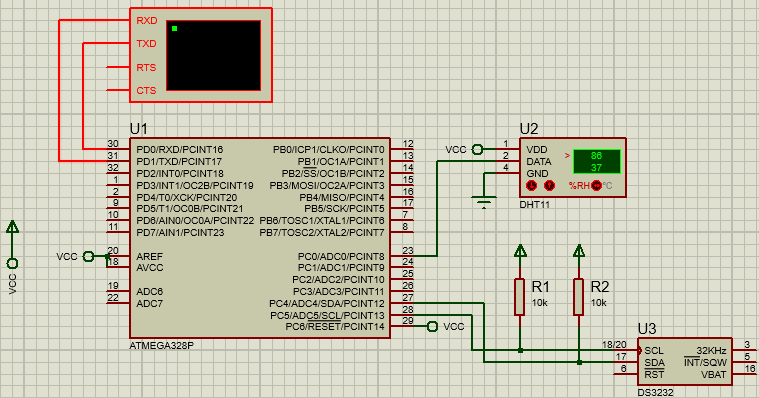 RXD
TXD
RTS
CTS
U1
30 PD0/RXD/PCINT16 PB0/ICP1/CLKO/PCINT0 12
31 PD1/TXD/PCINT17 PB1/OC1A/PCINT1 13
32 PD2/INT0/PCINT18 PB2/SS/OC1B/PCINT2 14
1 PD3/INT1/OC2B/PCINT19 PB3/MOSI/OC2A/PCINT3 15
2 PD4/T0/XCK/PCINT20 PB4/MISO/PCINT4 16
9 PD5/T1/OC0B/PCINT21 PB5/SCK/PCINT5 17
10 PD6/AIN0/OC0A/PCINT22 PB6/TOSC1/XTAL1/PCINT6 7
11 PD7/AIN1/PCINT23 PB7/TOSC2/XTAL2/PCINT7 8
VCC 20 AREF PC0/ADC0/PCINT8 23
18 AVCC PC1/ADC1/PCINT9 24
PC2/ADC2/PCINT10 25
19 ADC6 PC3/ADC3/PCINT11 26
22 ADC7 PC4/ADC4/SDA/PCINT12 27
PC5/ADC5/SCL/PCINT13 28
PC6/RESET/PCINT14 29 VCC
ATMEGA328P
VCC
U2
VCC 1 VDD
2 DATA
4 GND
> 86
37
%RH °C
DHT11
R1
10k
R2
10k
U3
18/20 SCL 32KHz 3
17 SDA INT/SQW 5
6 RST VBAT 16
DS3232